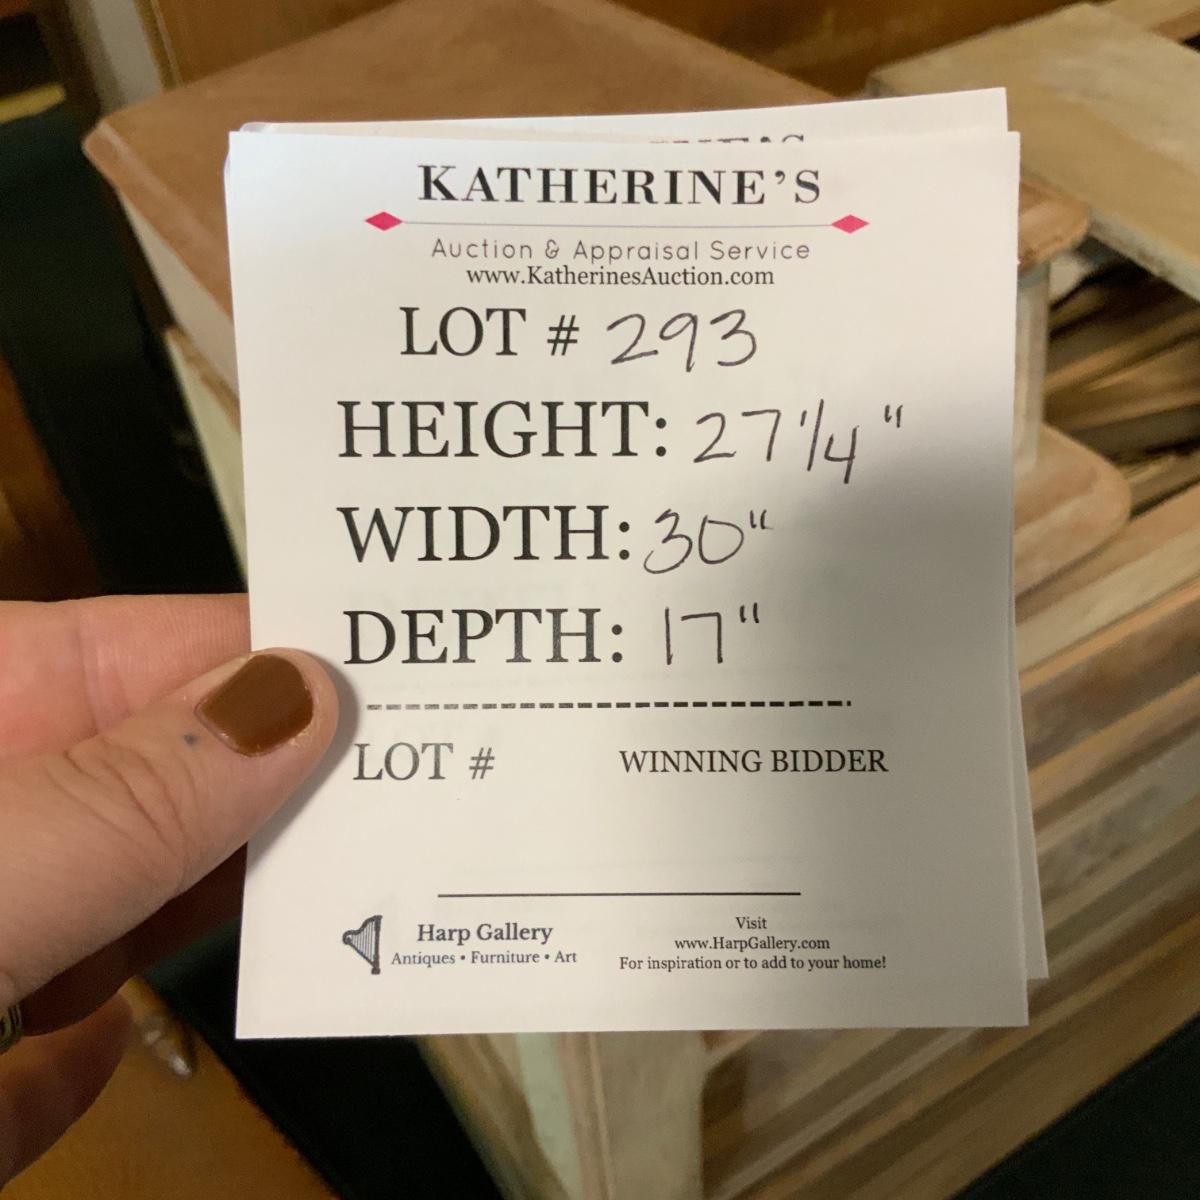 KATHERINE'S
Auction & Appraisal Service
www.KatherinesAuction.com
LOT # 293
HEIGHT: 27 1/4"
WIDTH: 30"
DEPTH: 17"
LOT # WINNING BIDDER
Harp Gallery
Antiques • Furniture • Art
Visit
www.HarpGallery.com
For inspiration or to add to your home!